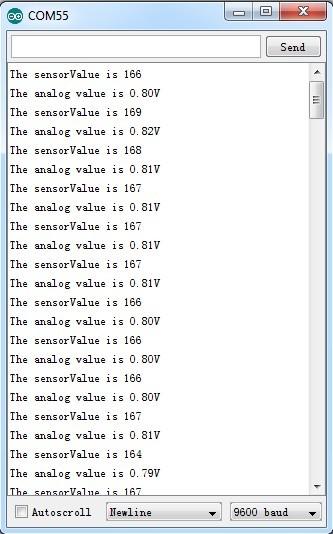 COM55
Send
The sensorValue is 166
The analog value is 0.80V
The sensorValue is 169
The analog value is 0.82V
The sensorValue is 168
The analog value is 0.81V
The sensorValue is 167
The analog value is 0.81V
The sensorValue is 167
The analog value is 0.81V
The sensorValue is 167
The analog value is 0.81V
The sensorValue is 166
The analog value is 0.80V
The sensorValue is 166
The analog value is 0.80V
The sensorValue is 166
The analog value is 0.80V
The sensorValue is 167
The analog value is 0.81V
The sensorValue is 164
The analog value is 0.79V
The sensorValue is 167
Autoscroll Newline 9600 baud